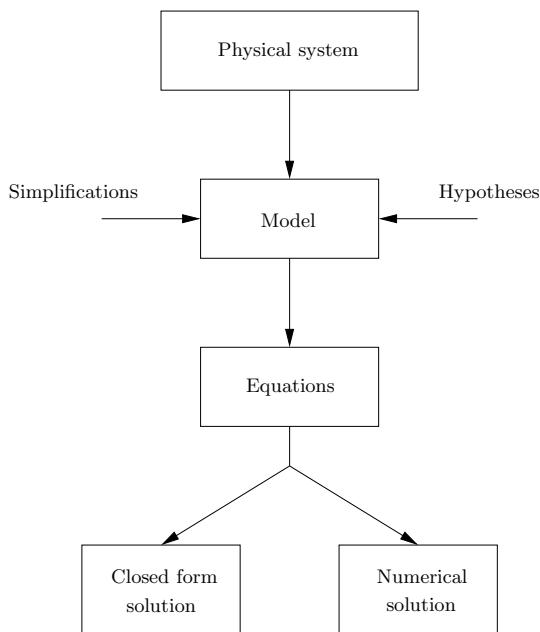 Physical system
Simplifications
Hypotheses
Model
Equations
Closed form
solution
Numerical
solution